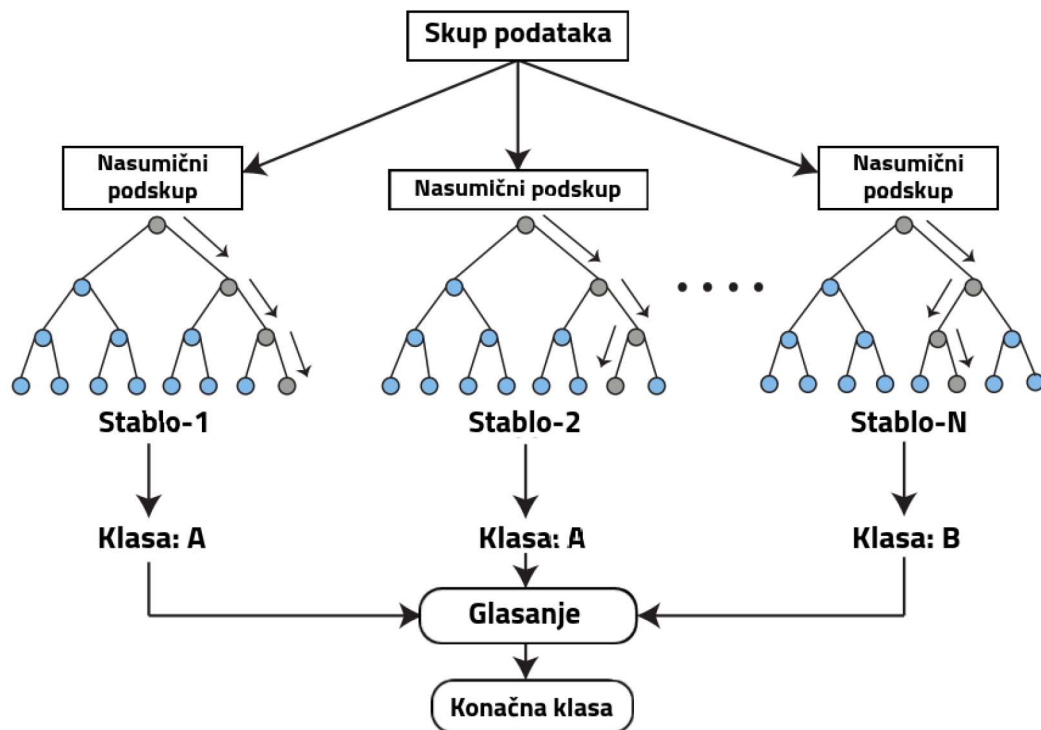 Skup podataka
Nasumični
podskup
Nasumični podskup
Nasumični
podskup
Stablo-1
Stablo-2
Stablo-N
Klasa: A
Klasa: A
Klasa: B
Glasanje
Konačna klasa